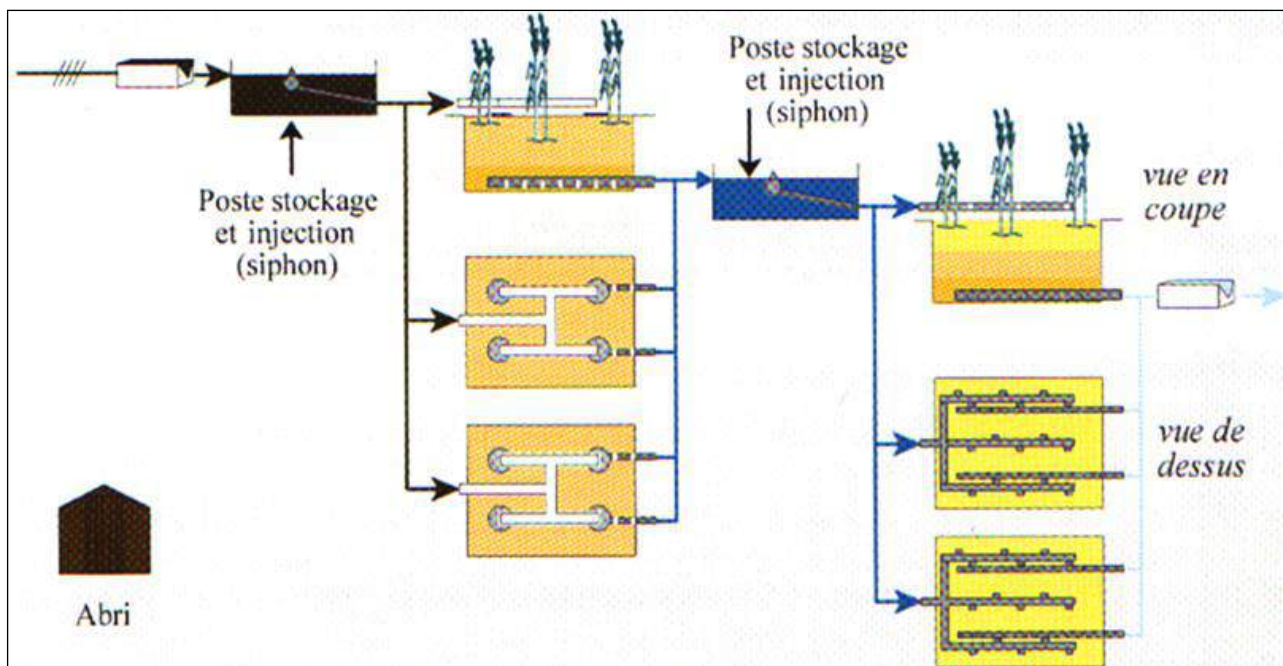 Poste stockage
et injection
(siphon)
Poste stockage
et injection
(siphon)
vue en
coupe
vue de
dessus
Abri